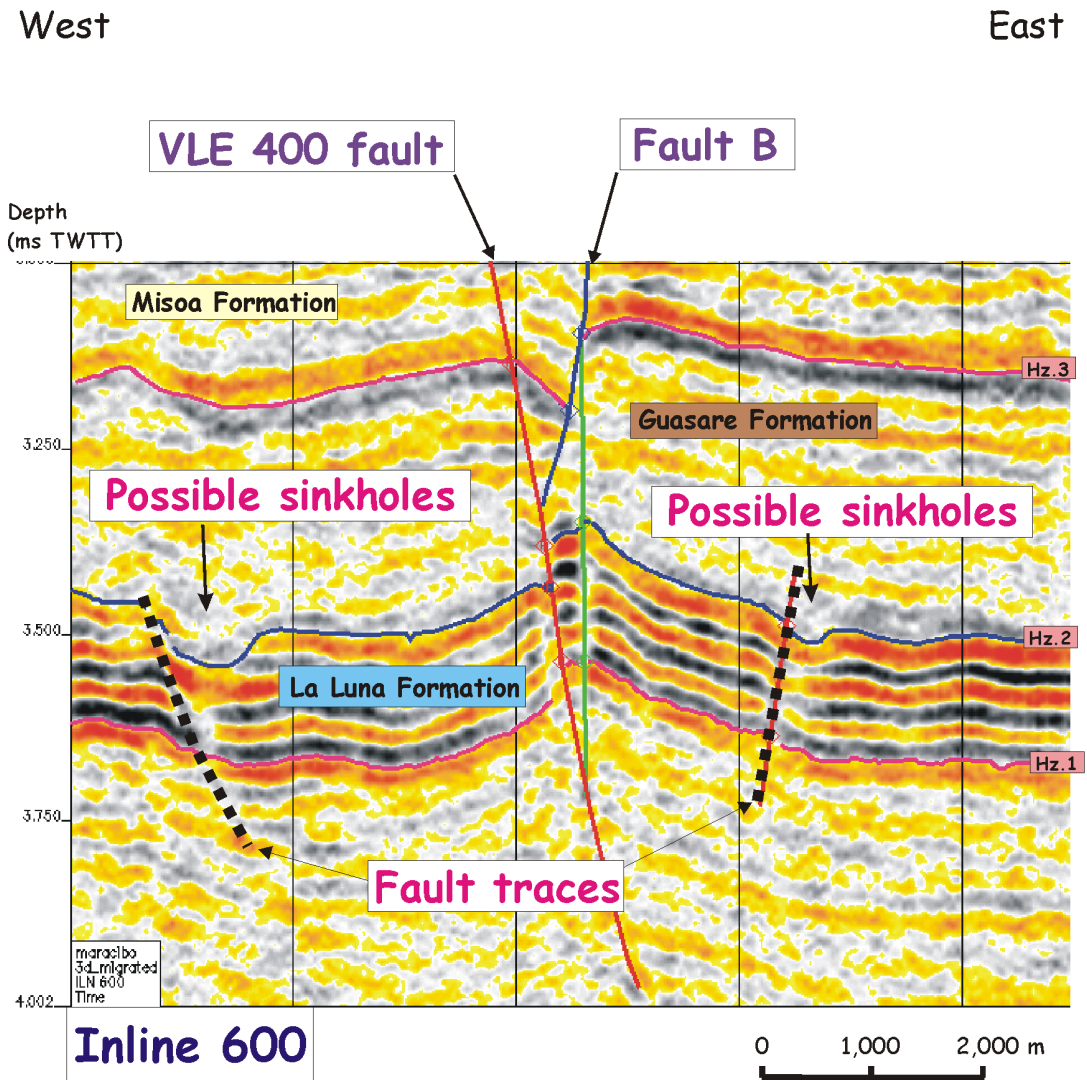 West East
VLE 400 fault Fault B
Depth
(ms TWTT)
Misoa Formation
Hz.3
Guasare Formation
3.250
Possible sinkholes Possible sinkholes
3.500
Hz.2
La Luna Formation
Hz.1
3.750
Fault traces
maracibo
3d_migrated
ILN 600
Time
4.002
Inline 600
0 1,000 2,000 m